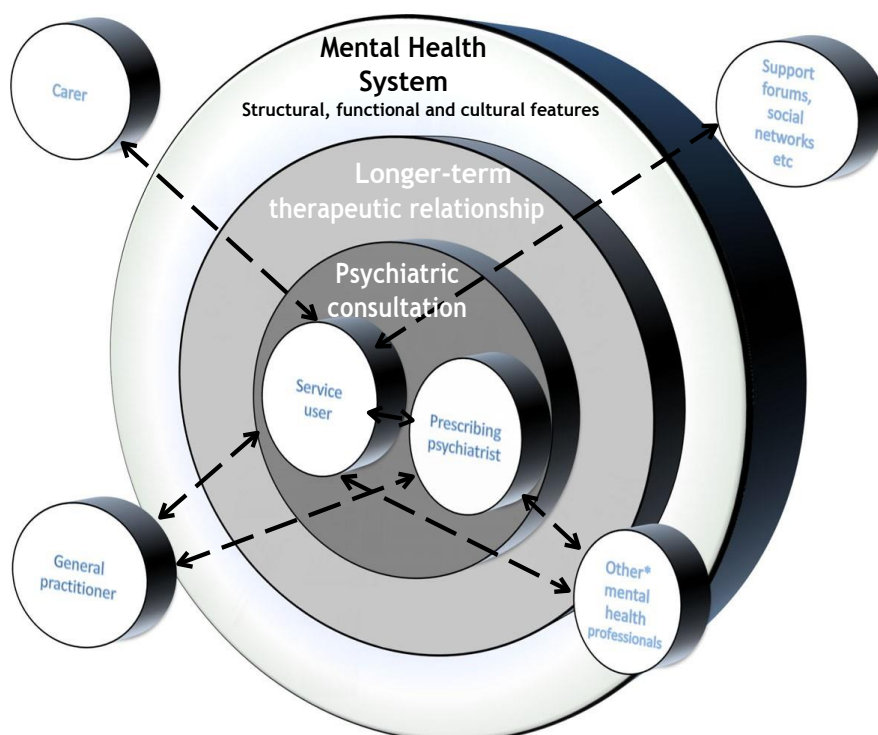 Mental Health
System
Structural, functional and cultural features
Carer
Support
forums,
social
networks
etc
Longer-term
therapeutic relationship
Psychiatric
consultation
Service
user
Prescribing
psychiatrist
General
practitioner
Other*
mental
health
professionals